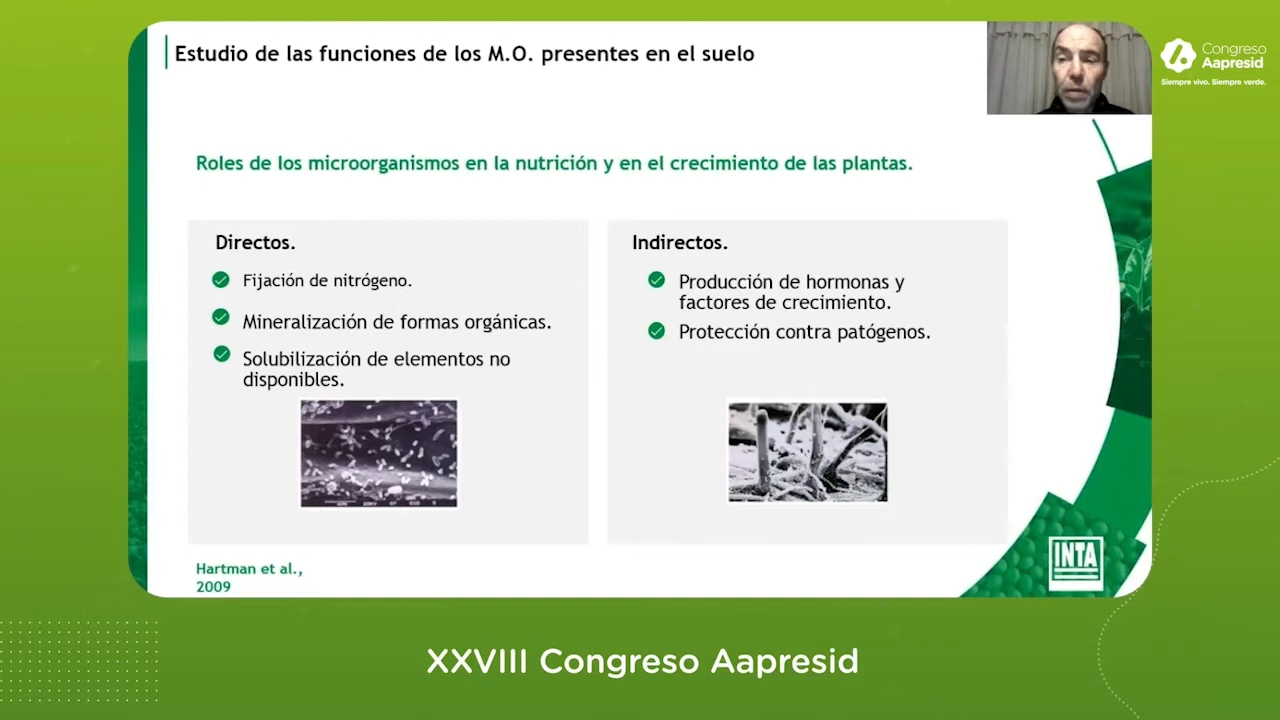 Estudio de las funciones de los M.O. presentes en el suelo
Congreso
Aapresid
Siempre vivo. Siempre verde.
Roles de los microorganismos en la nutrición y en el crecimiento de las plantas.
Directos.
Fijación de nitrógeno.
Mineralización de formas orgánicas.
Solubilización de elementos no
disponibles.
Indirectos.
Producción de hormonas y
factores de crecimiento.
Protección contra patógenos.
Hartman et al.,
2009
INTA
XXVIII Congreso Aapresid